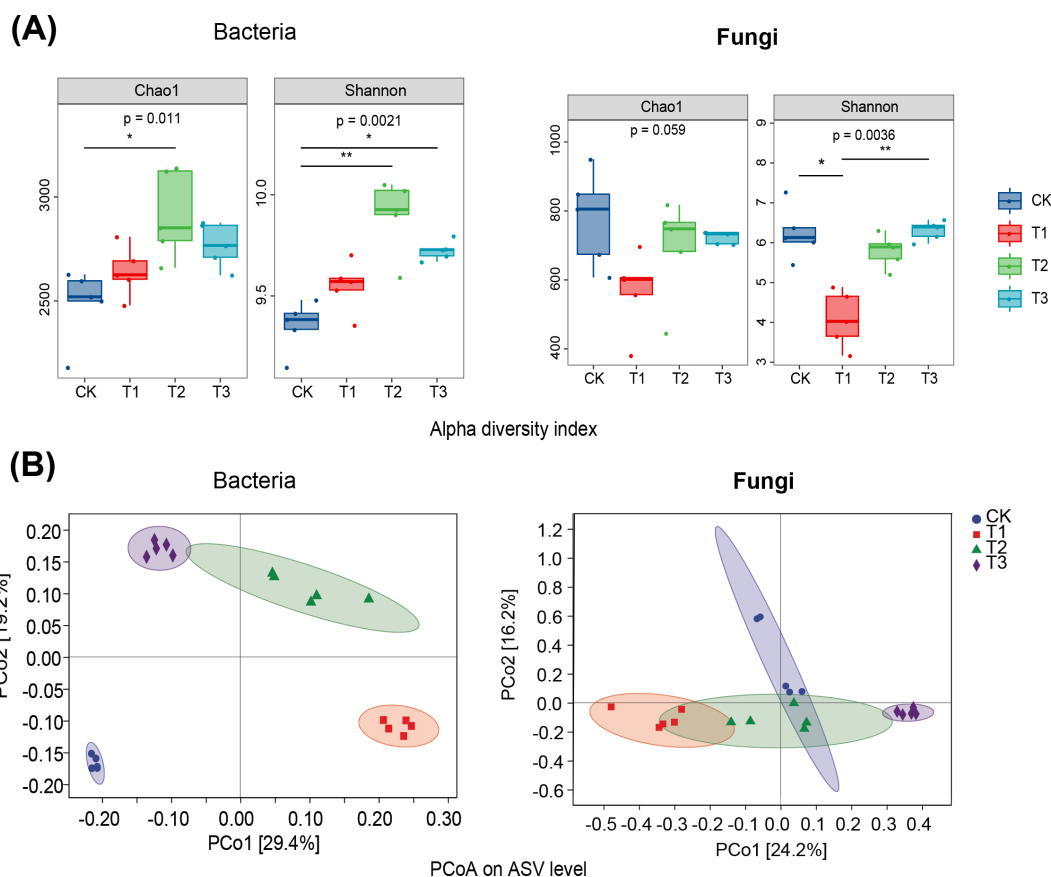 (A)
Bacteria
Fungi
Chao1
Shannon
Chao1
Shannon
p = 0.011
*
p = 0.0021
*
**
p = 0.059
p = 0.0036
*
**
3000
2500
10.0
9.5
1000
800
600
400
9
8
7
6
5
4
3
CK T1 T2 T3
CK T1 T2 T3
CK T1 T2 T3
CK T1 T2 T3
CK
T1
T2
T3
Alpha diversity index
(B)
Bacteria
Fungi
0.20
0.15
0.10
0.05
0.00
-0.05
-0.10
-0.15
-0.20
PCo2 [19.2%]
-0.20 -0.10 0.00 0.10 0.20 0.30
PCo1 [29.4%]
1.2
1.0
0.8
0.6
0.4
0.2
0.0
-0.2
-0.4
-0.6
PCo2 [16.2%]
-0.5 -0.4 -0.3 -0.2 -0.1 0.0 0.1 0.2 0.3 0.4
PCo1 [24.2%]
CK
T1
T2
T3
PCoA on ASV level